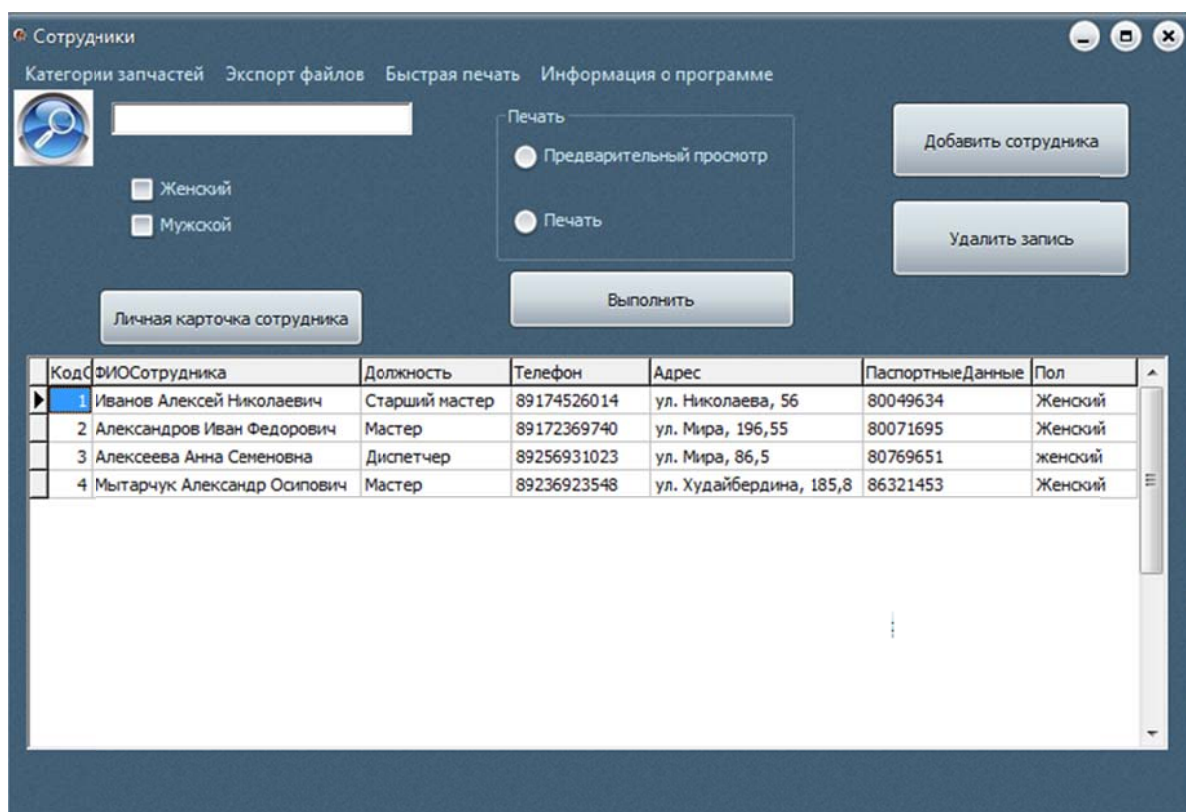 Сотрудники
Категории запчастей Экспорт файлов Быстрая печать Информация о программе
Печать
Предварительный просмотр
Печать
Добавить сотрудника
Женский
Мужской
Удалить запись
Выполнить
Личная карточка сотрудника
КодС ФИОСотрудника Должность Телефон Адрес ПаспортныеДанные Пол
1 Иванов Алексей Николаевич Старший мастер 89174526014 ул. Николаева, 56 80049634 Женский
2 Александров Иван Федорович Мастер 89172369740 ул. Мира, 196,55 80071695 Женский
3 Алексеева Анна Семеновна Диспетчер 89256931023 ул. Мира, 86,5 80769651 женский
4 Мытарчук Александр Осипович Мастер 89236923548 ул. Худайбердина, 185,8 86321453 Женский